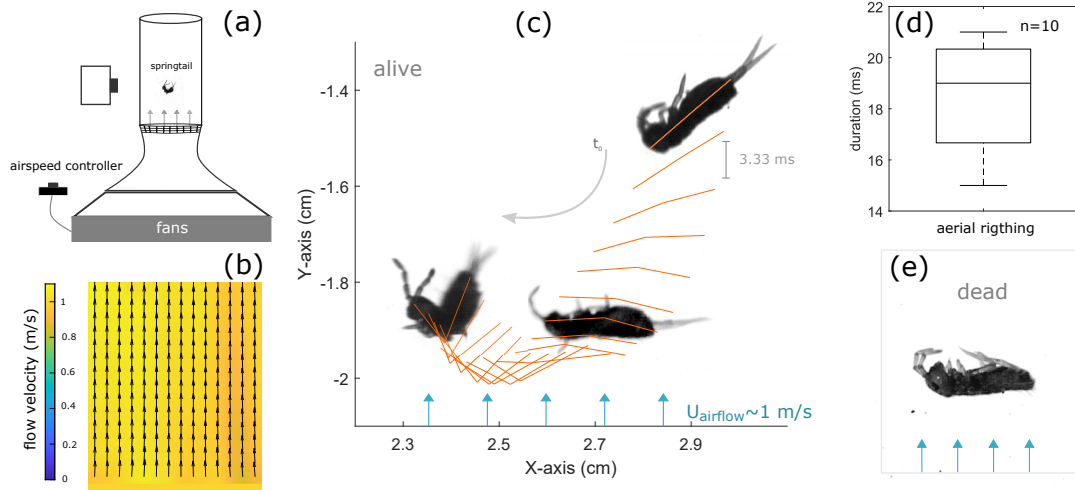 (a)
springtail
airspeed controller
fans
(b)
flow velocity (m/s)
1
0.8
0.6
0.4
0.2
0
(c)
alive
t₀
3.33 ms
Y-axis (cm)
-1.4
-1.6
-1.8
-2
U airflow~1 m/s
2.3
2.5
2.7
2.9
X-axis (cm)
(d)
n=10
duration (ms)
22
20
18
16
14
aerial rigthing
(e)
dead